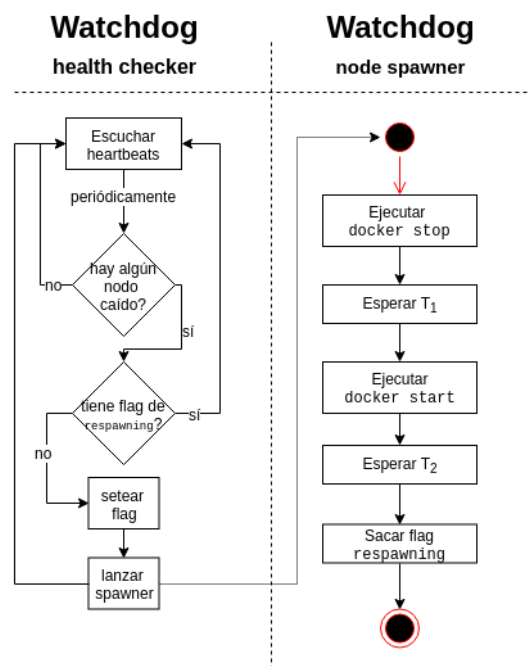 Watchdog
health checker
Escuchar
heartbeats
periódicamente
hay algún
nodo
caído?
no
sí
tiene flag de
respawning?
sí
no
setear
flag
lanzar
spawner
Watchdog
node spawner
Ejecutar
docker stop
Esperar T1
Ejecutar
docker start
Esperar T2
Sacar flag
respawning